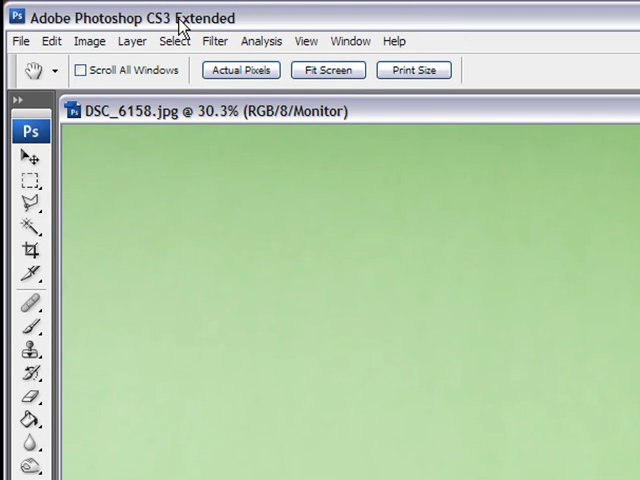 Ps Adobe Photoshop CS3 Extended
File Edit Image Layer Select Filter Analysis View Window Help
Scroll All Windows Actual Pixels Fit Screen Print Size
DSC_6158.jpg @ 30.3% (RGB/8/Monitor)
Ps